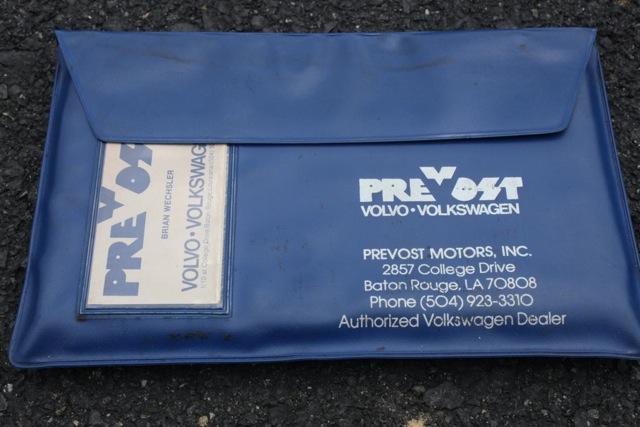 PREVOST
VOLVO • VOLKSWAGEN
PREVOST MOTORS, INC.
2857 College Drive
Baton Rouge, LA 70808
Phone (504) 923-3310
Authorized Volkswagen Dealer
PREVOST
BRIAN WECHSLER
VOLVO • VOLKSWAG